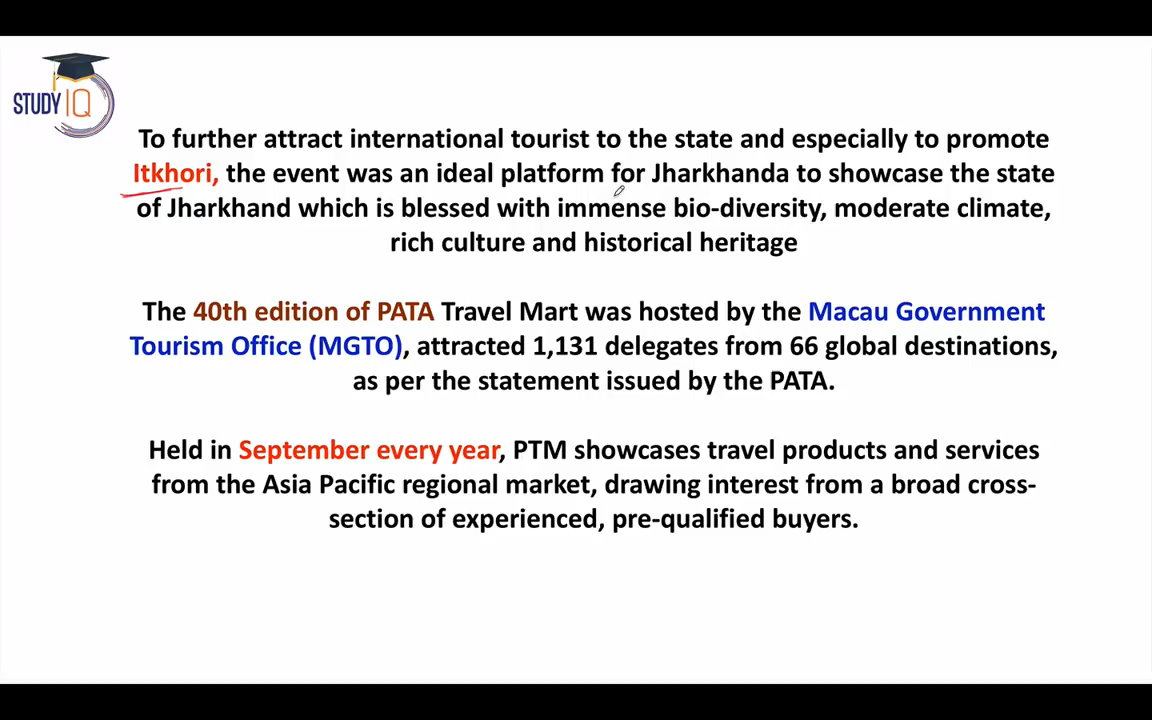 STUDY IQ
To further attract international tourist to the state and especially to promote
Itkhori, the event was an ideal platform for Jharkhanda to showcase the state
of Jharkhand which is blessed with immense bio-diversity, moderate climate,
rich culture and historical heritage
The 40th edition of PATA Travel Mart was hosted by the Macau Government
Tourism Office (MGTO), attracted 1,131 delegates from 66 global destinations,
as per the statement issued by the PATA.
Held in September every year, PTM showcases travel products and services
from the Asia Pacific regional market, drawing interest from a broad cross-
section of experienced, pre-qualified buyers.